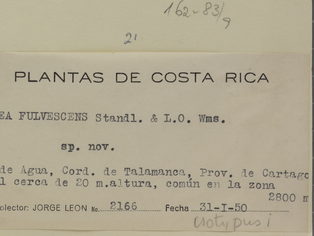 162-83/9
2'
PLANTAS DE COSTA RICA
EA FULVESCENS Standl. & L.O. Wms.
sp. nov.
de Agua, Cord. de Talamanca, Prov. de Cartago
l cerca de 20 m.altura, común en la zona
2800 m
olector: JORGE LEON No. 2166 Fecha 31-I-50
isotypus!